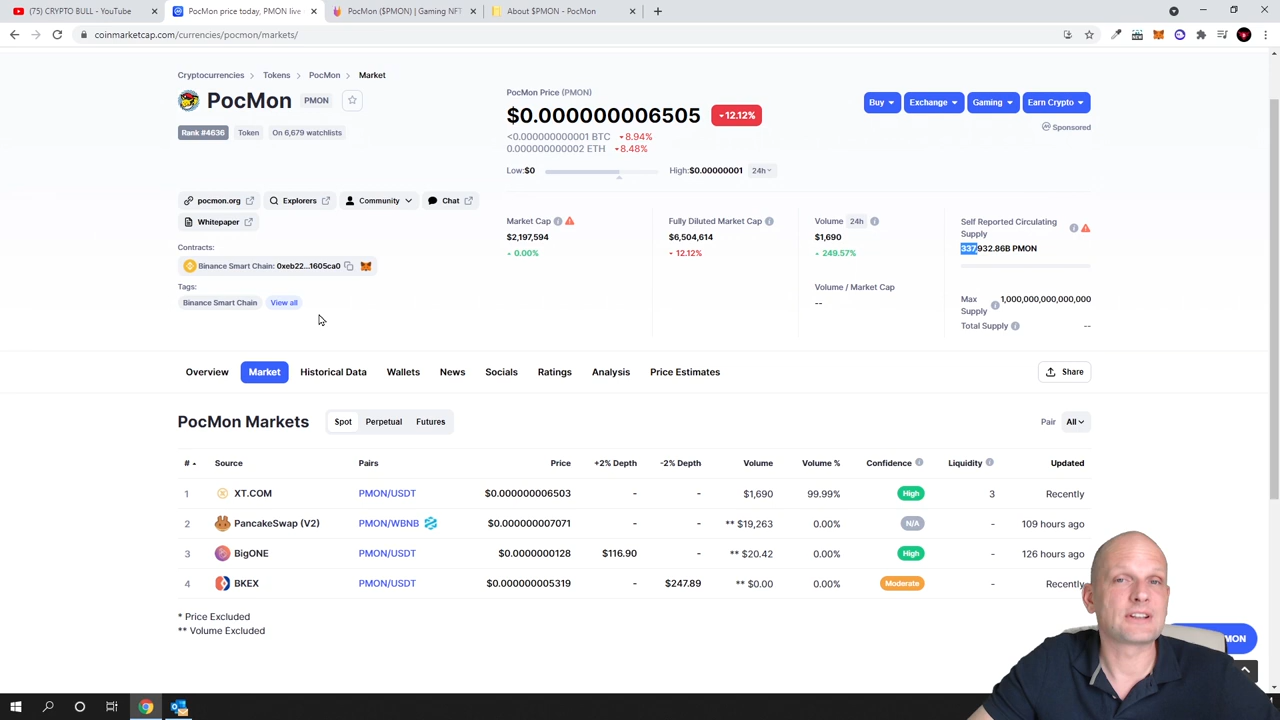 (75) CRYPTO BULL - YouTube
PocMon price today, PMON live
PocMon ($PMON) | Gaming NFT
About $PMON - PocMon
coinmarketcap.com/currencies/pocmon/markets/
Cryptocurrencies
Tokens
PocMon
Market
PocMon
PMON
Rank #4636
Token
On 6,679 watchlists
PocMon Price (PMON)
$0.000000006505
12.12%
<0.000000000001 BTC
8.94%
0.000000000002 ETH
8.48%
Low:$0
High:$0.00000001
24h
Buy
Exchange
Gaming
Earn Crypto
Sponsored
pocmon.org
Explorers
Community
Chat
Whitepaper
Contracts:
Binance Smart Chain: 0xeb22...1605ca0
Tags:
Binance Smart Chain
View all
Market Cap
$2,197,594
0.00%
Fully Diluted Market Cap
$6,504,614
12.12%
Volume 24h
$1,690
249.57%
Volume / Market Cap
--
Self Reported Circulating
Supply
337,932.86B PMON
Max
Supply
1,000,000,000,000,000
Total Supply
--
Overview
Market
Historical Data
Wallets
News
Socials
Ratings
Analysis
Price Estimates
Share
PocMon Markets
Spot
Perpetual
Futures
Pair
All
# Source Pairs Price +2% Depth -2% Depth Volume Volume % Confidence Liquidity Updated
1 XT.COM PMON/USDT $0.000000006503 - - $1,690 99.99% High 3 Recently
2 PancakeSwap (V2) PMON/WBNB $0.000000007071 - - ** $19,263 0.00% N/A - 109 hours ago
3 BigONE PMON/USDT $0.0000000128 $116.90 - ** $20.42 0.00% High - 126 hours ago
4 BKEX PMON/USDT $0.000000005319 - $247.89 ** $0.00 0.00% Moderate - Recently
* Price Excluded
** Volume Excluded